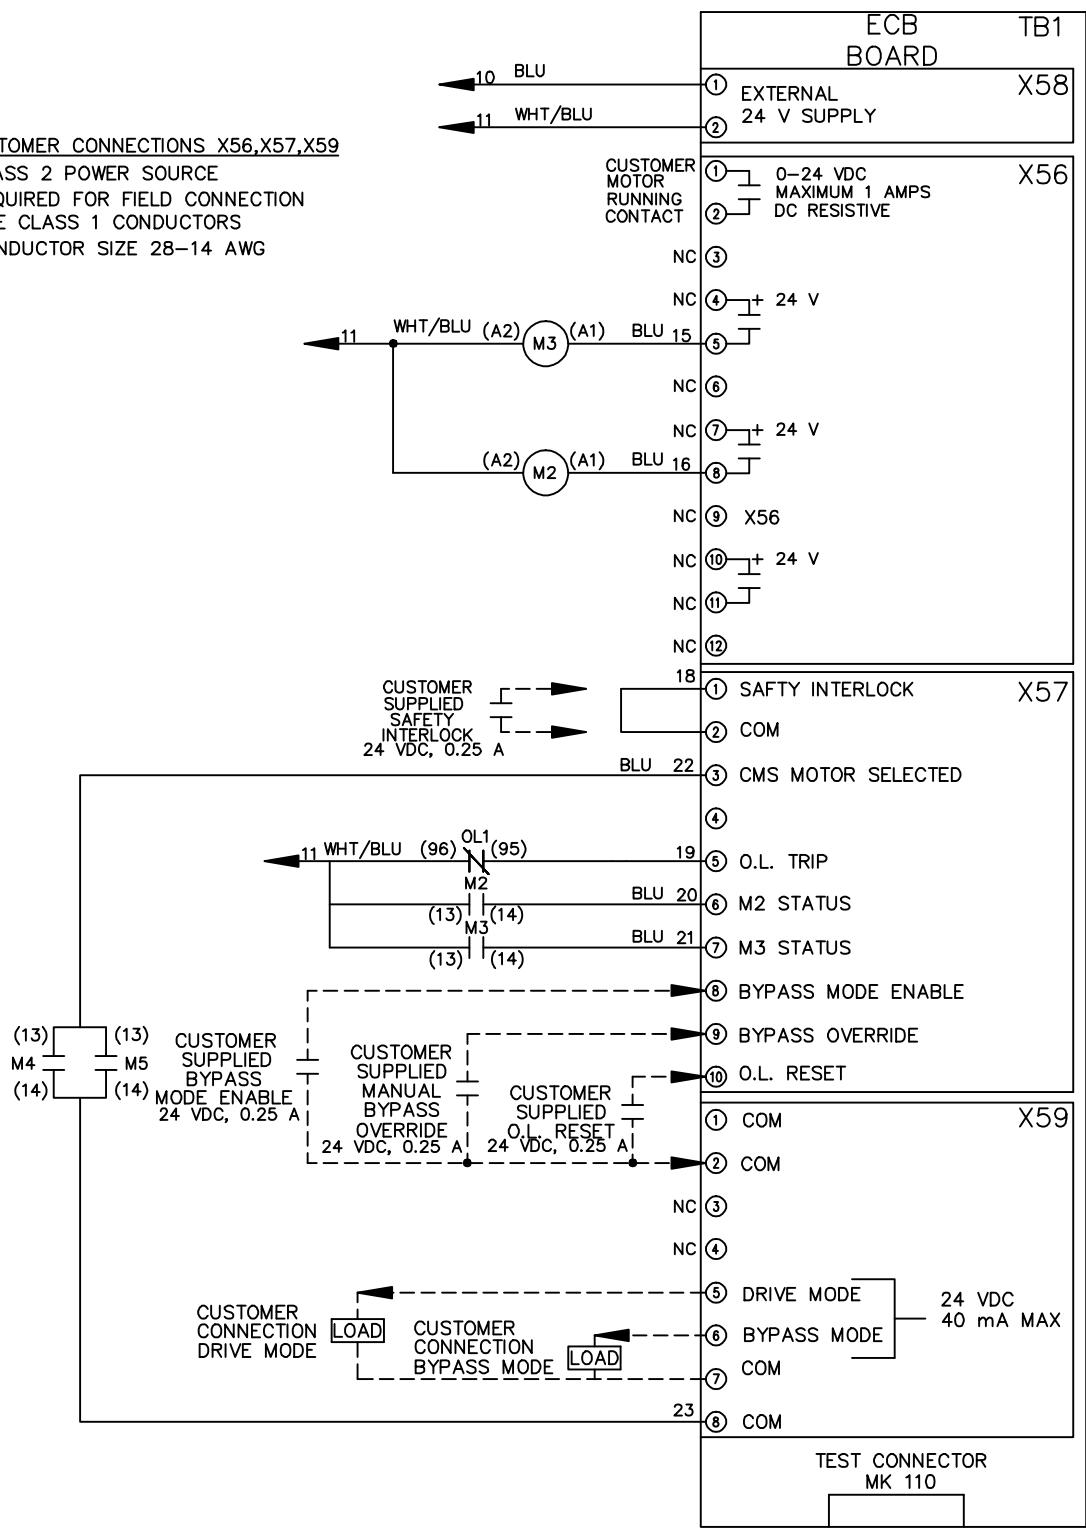 ECB
BOARD
TB1
10 BLU
11 WHT/BLU
1 EXTERNAL
2 24 V SUPPLY
X58
TOMER CONNECTIONS X56,X57,X59
ASS 2 POWER SOURCE
QUIRED FOR FIELD CONNECTION
E CLASS 1 CONDUCTORS
NDUCTOR SIZE 28-14 AWG
CUSTOMER
MOTOR
RUNNING
CONTACT
1
2
0-24 VDC
MAXIMUM 1 AMPS
DC RESISTIVE
X56
NC 3
NC 4 + 24 V
11 WHT/BLU (A2) M3 (A1) BLU 15 5
NC 6
NC 7 + 24 V
(A2) M2 (A1) BLU 16 8
NC 9 X56
NC 10 + 24 V
NC 11
NC 12
CUSTOMER
SUPPLIED
SAFETY
INTERLOCK
24 VDC, 0.25 A
18 1 SAFTY INTERLOCK
X57
2 COM
BLU 22 3 CMS MOTOR SELECTED
4
11 WHT/BLU (96) OL1 (95) 19 5 O.L. TRIP
M2
(13) (14) BLU 20 6 M2 STATUS
M3
(13) (14) BLU 21 7 M3 STATUS
8 BYPASS MODE ENABLE
9 BYPASS OVERRIDE
10 O.L. RESET
(13) (13)
M4 M5
(14) (14)
CUSTOMER
SUPPLIED
BYPASS
MODE ENABLE
24 VDC, 0.25 A
CUSTOMER
SUPPLIED
MANUAL
BYPASS
OVERRIDE
24 VDC, 0.25 A
CUSTOMER
SUPPLIED
O.L. RESET
24 VDC, 0.25 A
1 COM
X59
2 COM
NC 3
NC 4
5 DRIVE MODE
6 BYPASS MODE
24 VDC
40 mA MAX
7 COM
CUSTOMER
CONNECTION
DRIVE MODE
LOAD
CUSTOMER
CONNECTION
BYPASS MODE
LOAD
23 8 COM
TEST CONNECTOR
MK 110